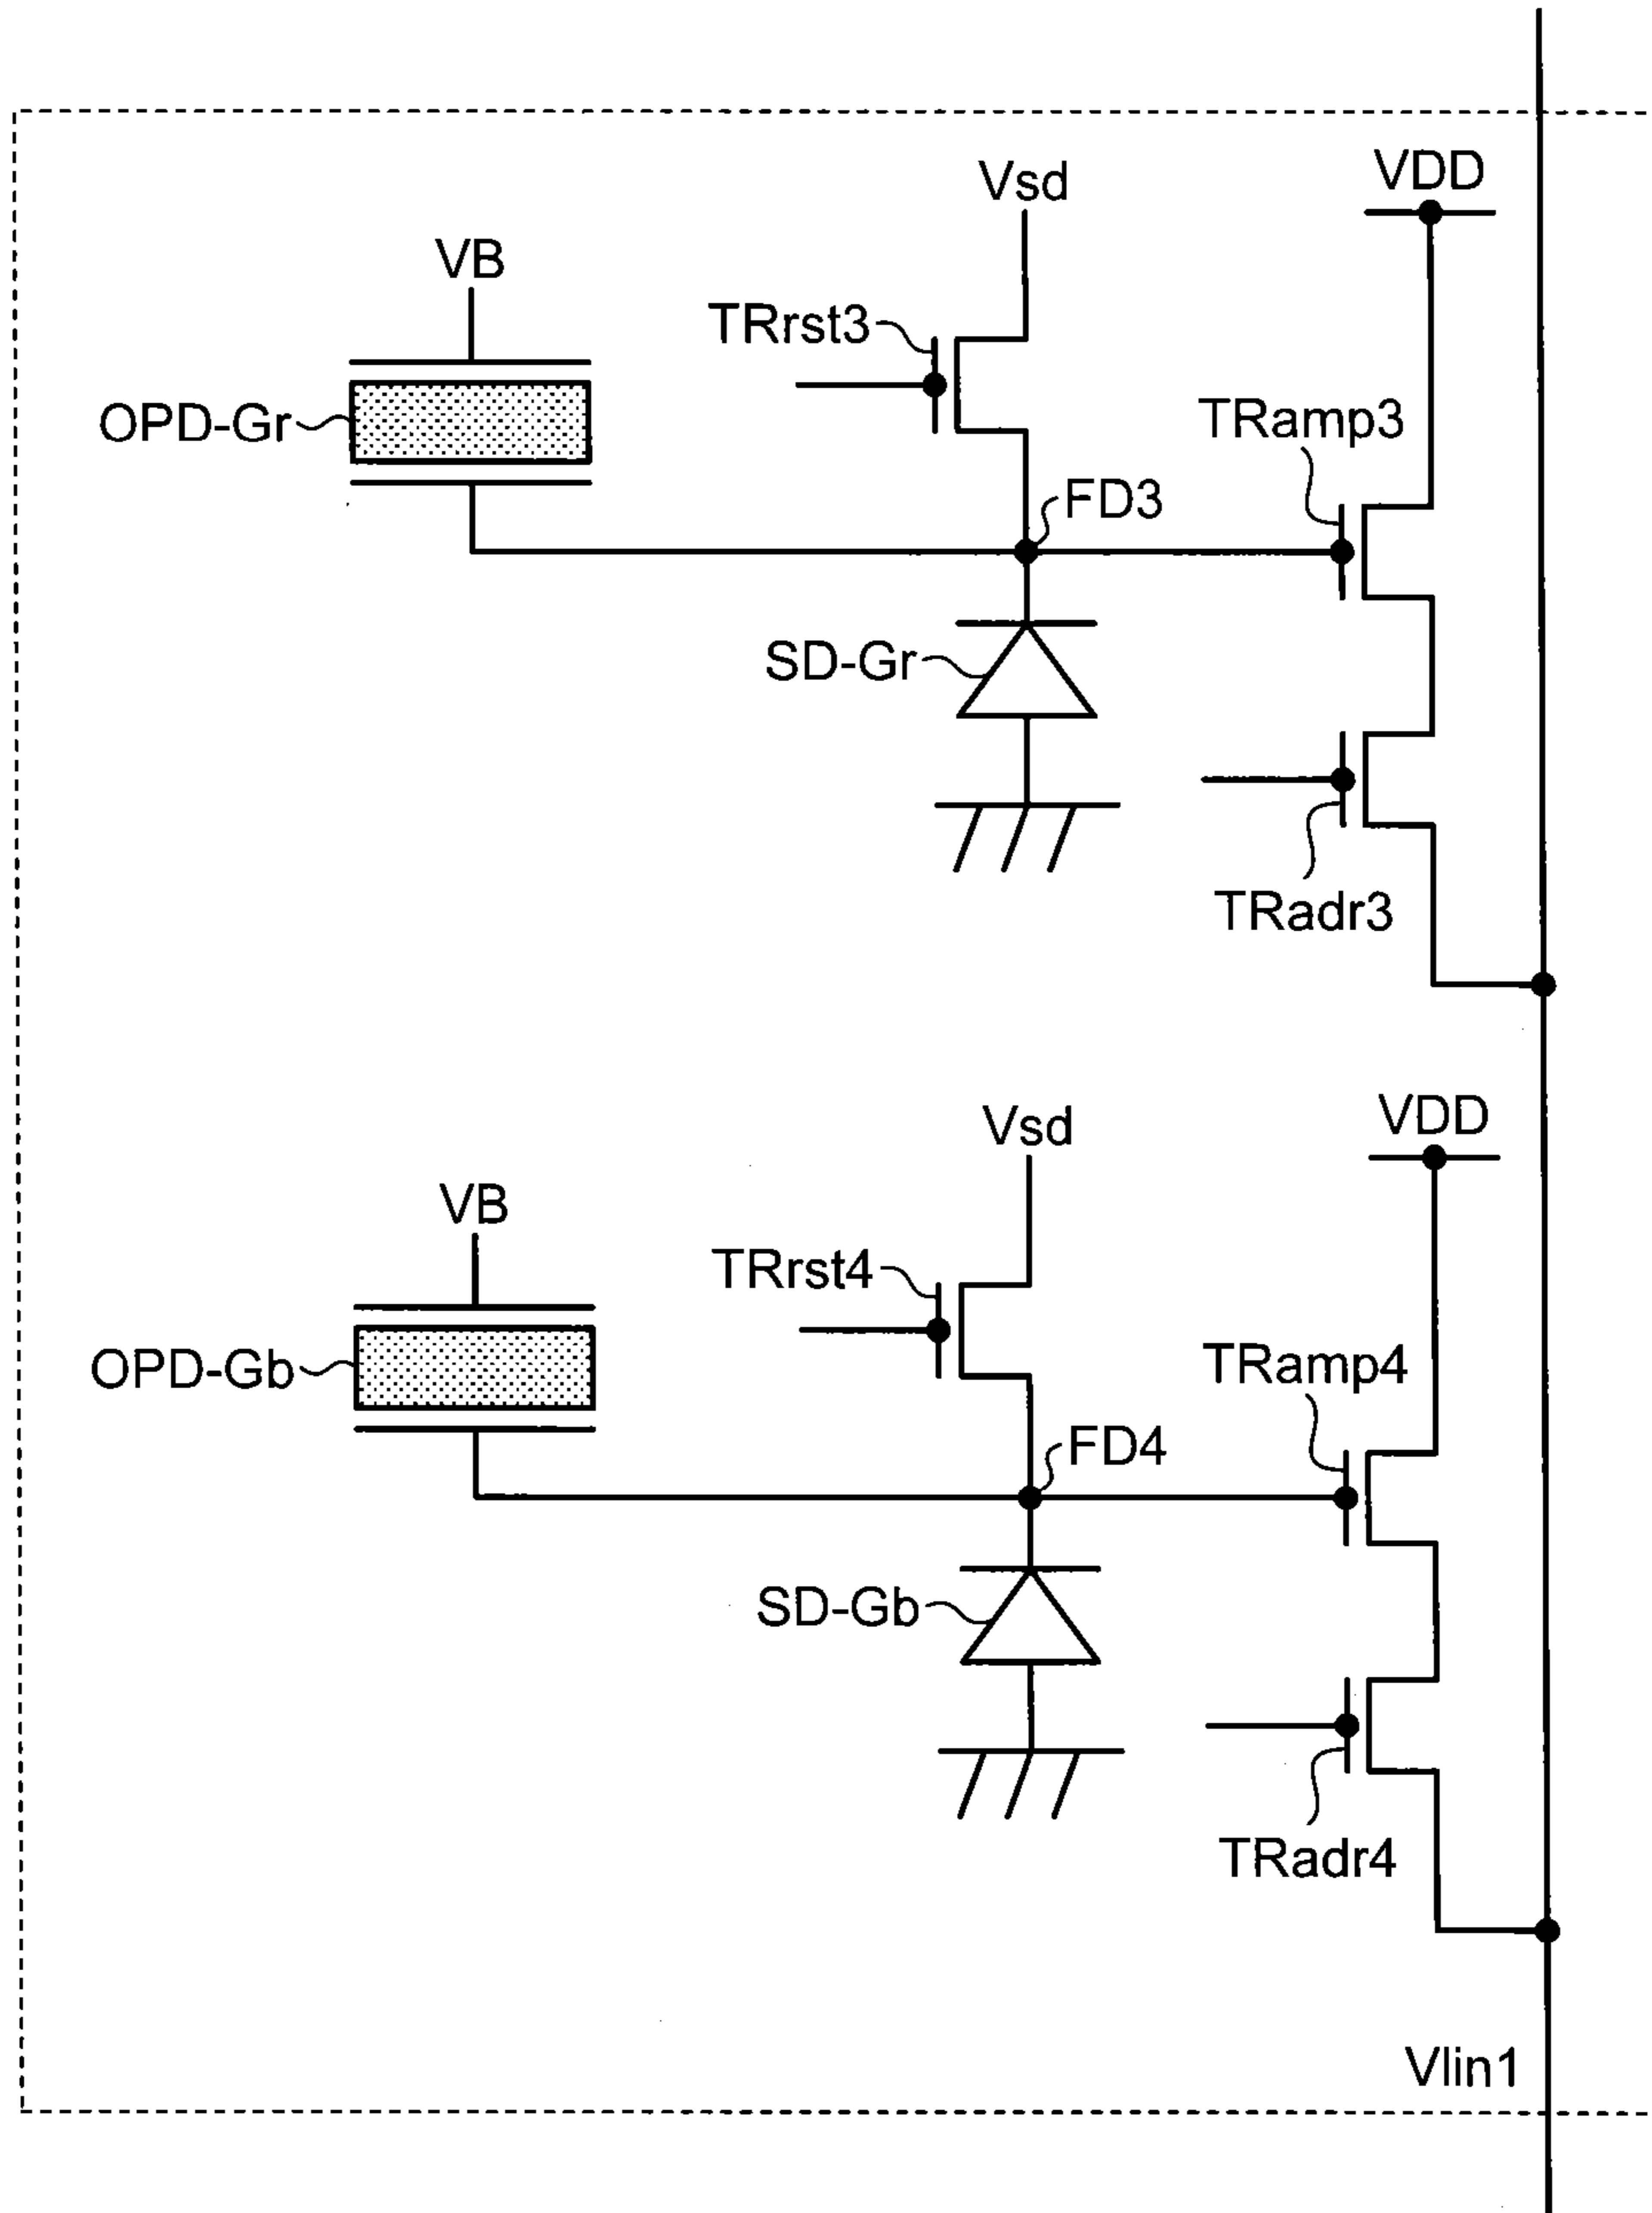 VDD
Vsd
VB
TRrst3
OPD-Gr
TRamp3
FD3
SD-Gr
TRadr3
VDD
Vsd
VB
TRrst4
OPD-Gb
TRamp4
FD4
SD-Gb
TRadr4
Vlin1